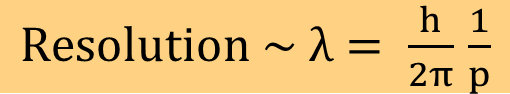 Resolution ~ λ = h/2π 1/p